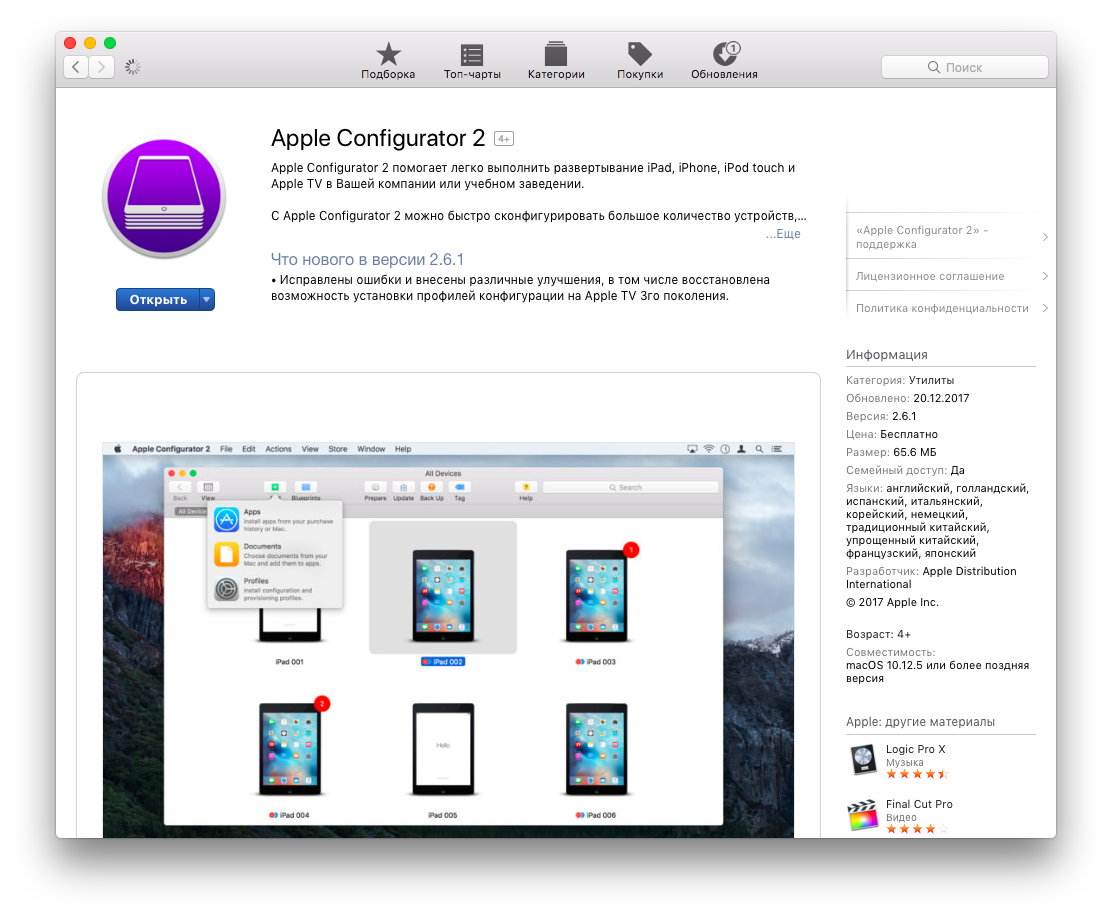 Подборка
Топ-чарты
Категории
Покупки
1
Обновления
Поиск
Apple Configurator 2 4+
Apple Configurator 2 помогает легко выполнить развертывание iPad, iPhone, iPod touch и
Apple TV в Вашей компании или учебном заведении.
С Apple Configurator 2 можно быстро сконфигурировать большое количество устройств,...
...Еще
Что нового в версии 2.6.1
• Исправлены ошибки и внесены различные улучшения, в том числе восстановлена
возможность установки профилей конфигурации на Apple TV 3го поколения.
Открыть
«Apple Configurator 2» -
поддержка
Лицензионное соглашение
Политика конфиденциальности
Информация
Категория: Утилиты
Обновлено: 20.12.2017
Версия: 2.6.1
Цена: Бесплатно
Размер: 65.6 МБ
Семейный доступ: Да
Языки: английский, голландский,
испанский, итальянский,
корейский, немецкий,
традиционный китайский,
упрощенный китайский,
французский, японский
Разработчик: Apple Distribution
International
© 2017 Apple Inc.
Возраст: 4+
Совместимость:
macOS 10.12.5 или более поздняя
версия
Apple: другие материалы
Logic Pro X
Музыка
Final Cut Pro
Видео
Apple Configurator 2 File Edit Actions View Store Window Help
All Devices
Back View Blueprints Prepare Update Back Up Tag Help
Search
All Device
Apps
Install apps from your purchase
history or Mac.
Documents
Choose documents from your
Mac and add them to apps.
Profiles
Install configuration and
provisioning profiles.
1
iPad 001
iPad 002
iPad 003
2
Hello
iPad 004
iPad 005
iPad 006